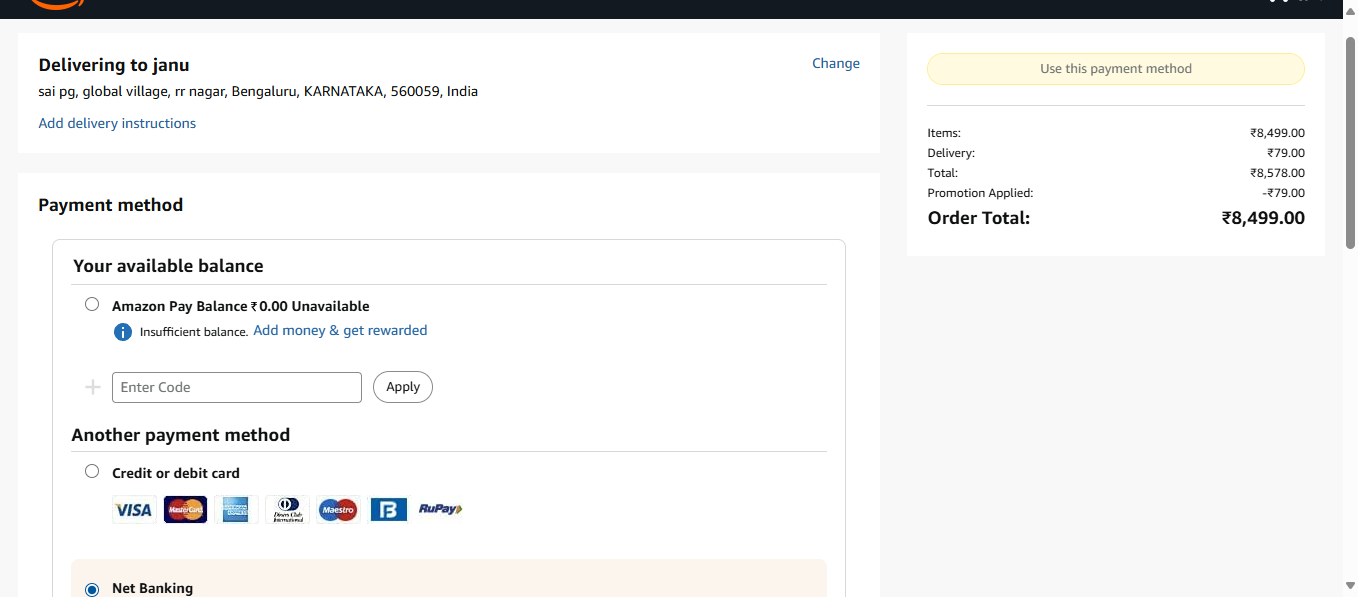 Delivering to janu
Change
sai pg, global village, rr nagar, Bengaluru, KARNATAKA, 560059, India
Add delivery instructions
Payment method
Your available balance
Amazon Pay Balance ₹0.00 Unavailable
Insufficient balance. Add money & get rewarded
Enter Code
Apply
Another payment method
Credit or debit card
VISA MasterCard AMERICAN EXPRESS Diners Club International Maestro RuPay
Net Banking
Use this payment method
Items: ₹8,499.00
Delivery: ₹79.00
Total: ₹8,578.00
Promotion Applied: -₹79.00
Order Total: ₹8,499.00